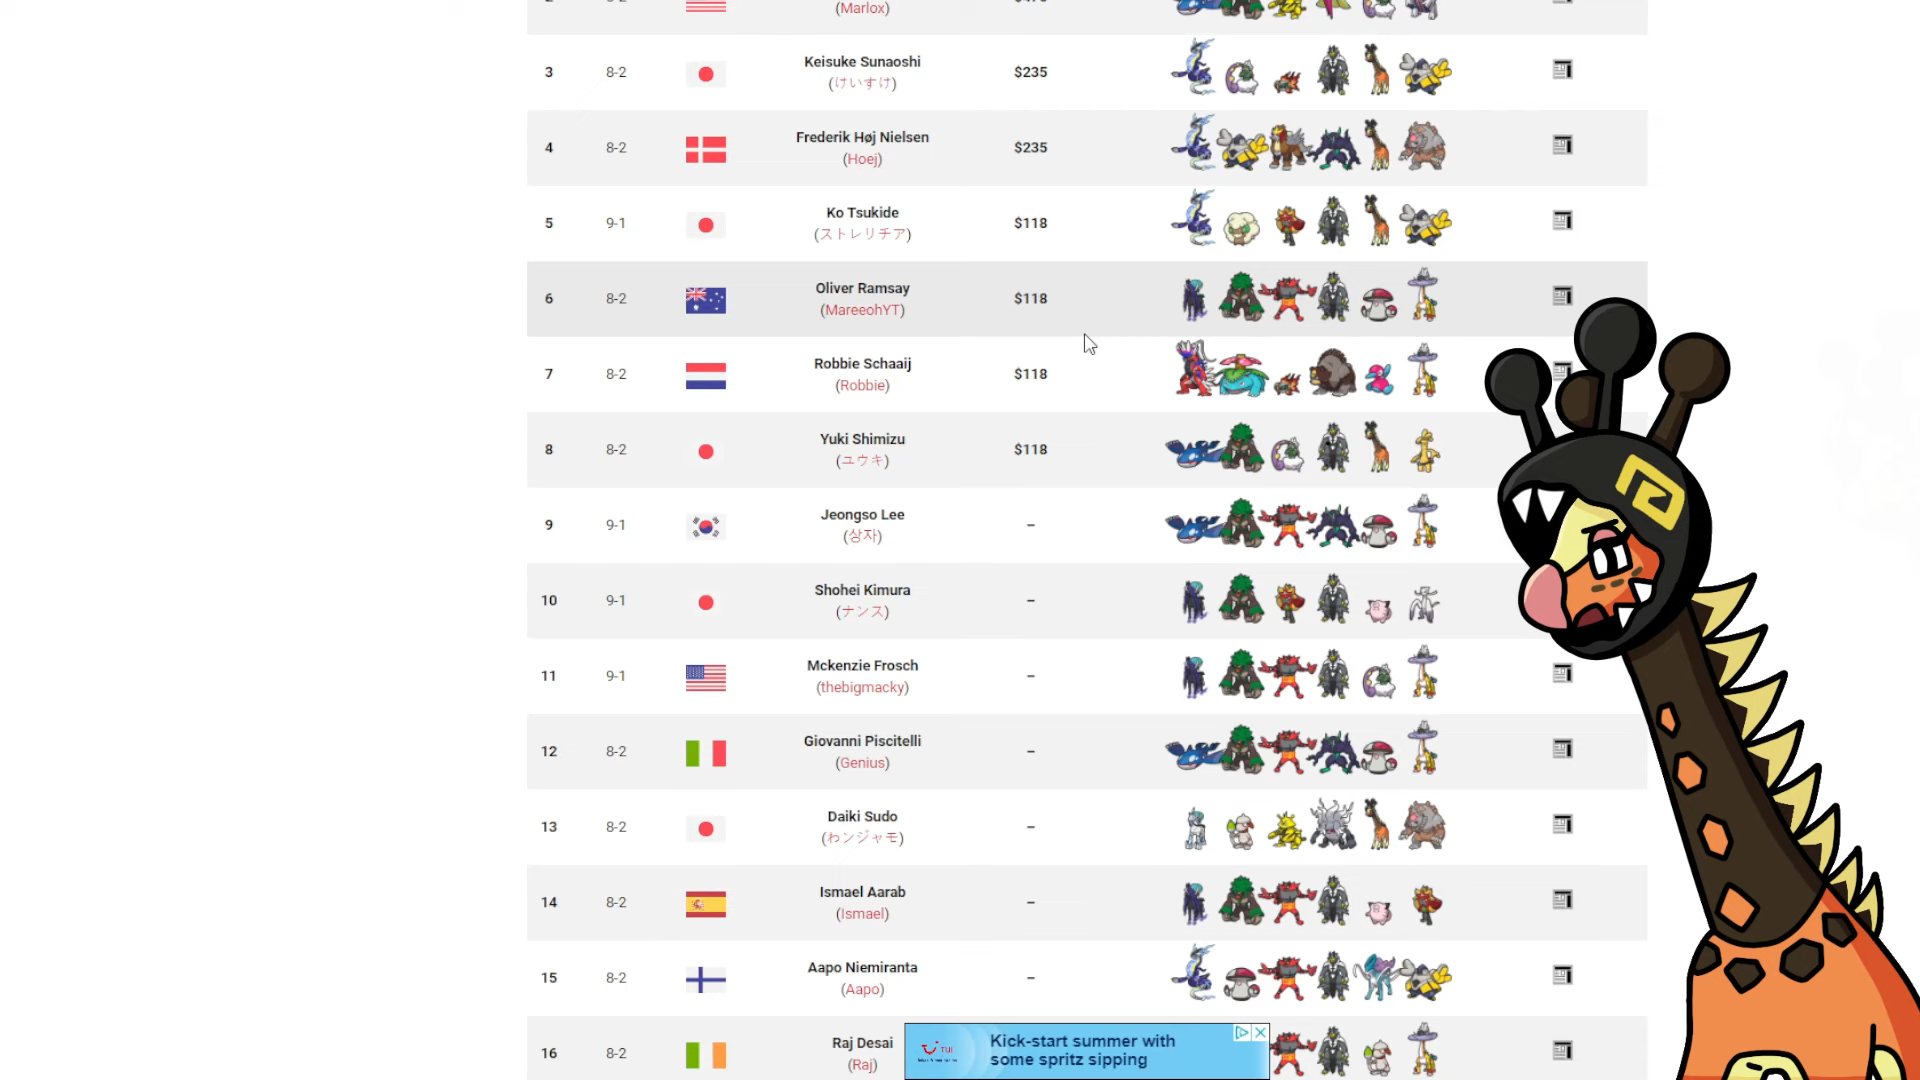 (Marlox)
3 8-2 Keisuke Sunaoshi $235
(けいすけ)
4 8-2 Frederik Høj Nielsen $235
(Hoej)
5 9-1 Ko Tsukide $118
(ストレリチア)
6 8-2 Oliver Ramsay $118
(MareeohYT)
7 8-2 Robbie Schaaij $118
(Robbie)
8 8-2 Yuki Shimizu $118
(ユウキ)
9 9-1 Jeongso Lee –
(상자)
10 9-1 Shohei Kimura –
(ナンス)
11 9-1 Mckenzie Frosch –
(thebigmacky)
12 8-2 Giovanni Piscitelli –
(Genius)
13 8-2 Daiki Sudo –
(わンジャモ)
14 8-2 Ismael Aarab –
(Ismael)
15 8-2 Aapo Niemiranta –
(Aapo)
16 8-2 Raj Desai
(Raj)
TUI
Kick-start summer with
some spritz sipping